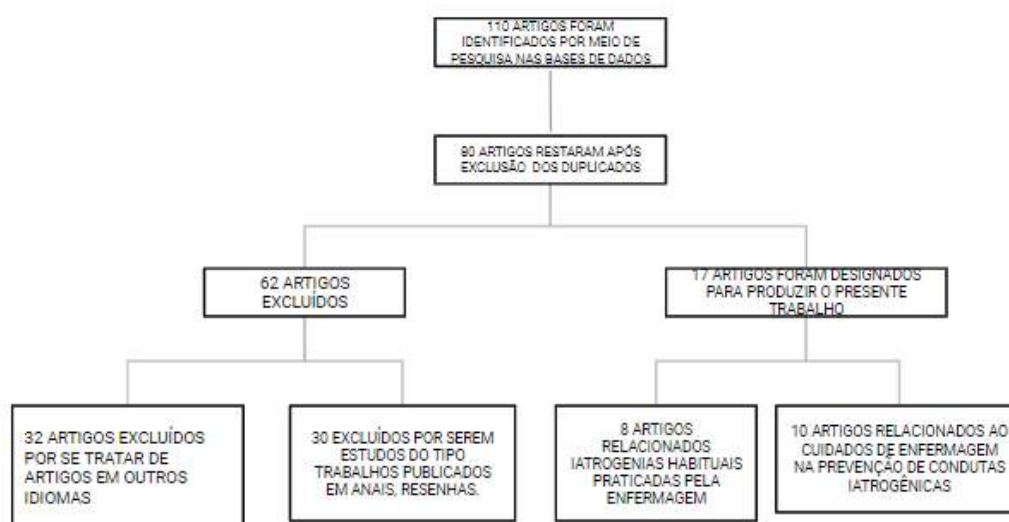 110 ARTIGOS FORAM
IDENTIFICADOS POR MEIO DE
PESQUISA NAS BASES DE DADOS
80 ARTIGOS RESTARAM APÓS
EXCLUSÃO DOS DUPLICADOS
62 ARTIGOS
EXCLUÍDOS
17 ARTIGOS FORAM DESIGNADOS
PARA PRODUZIR O PRESENTE
TRABALHO
32 ARTIGOS EXCLUÍDOS
POR SE TRATAR DE
ARTIGOS EM OUTROS
IDIOMAS
30 EXCLUÍDOS POR SEREM
ESTUDOS DO TIPO
TRABALHOS PUBLICADOS
EM ANAIS, RESENHAS.
8 ARTIGOS
RELACIONADOS
IATROGENIAS HABITUAIS
PRATICADAS PELA
ENFERMAGEM
10 ARTIGOS RELACIONADOS AO
CUIDADOS DE ENFERMAGEM
NA PREVENÇÃO DE CONDUTAS
IATROGÊNICAS